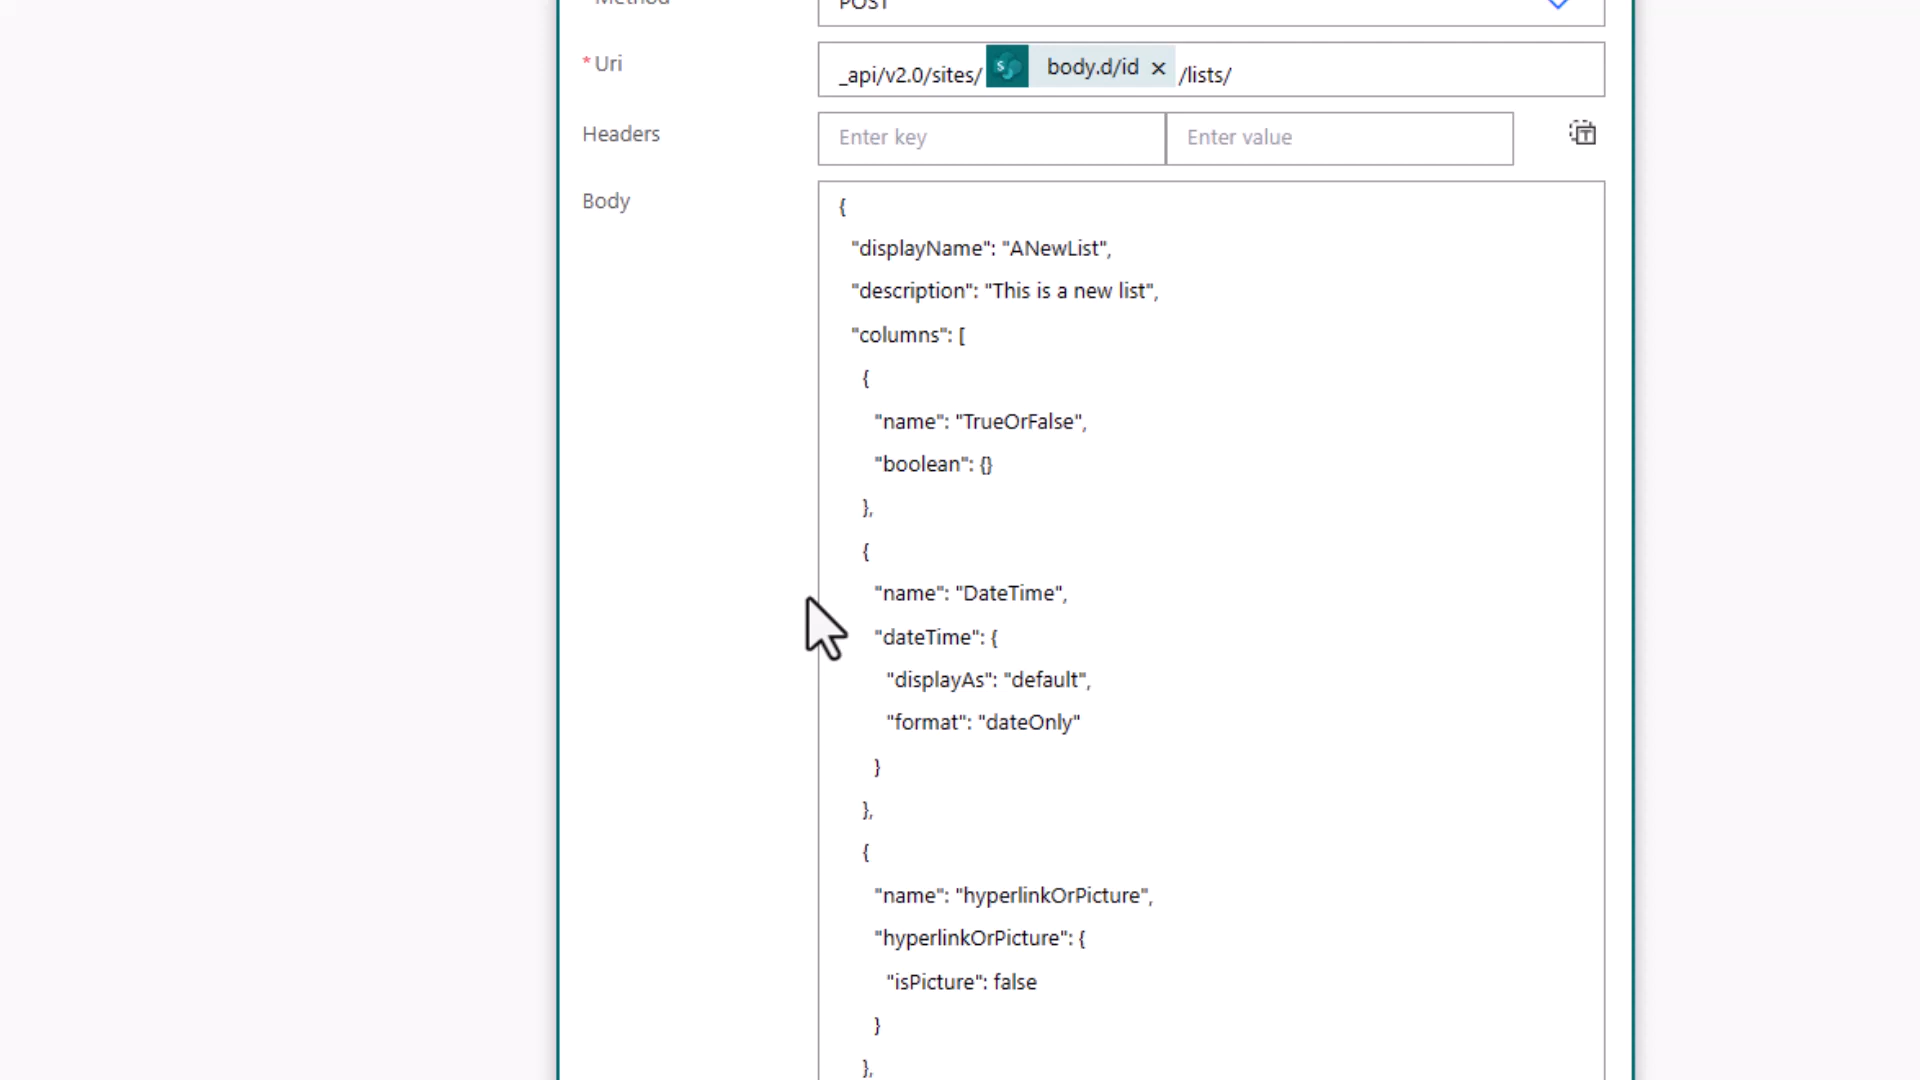 Method
POST
* Uri
_api/v2.0/sites/ body.d/id × /lists/
Headers
Enter key
Enter value
Body
{
"displayName": "ANewList",
"description": "This is a new list",
"columns": [
{
"name": "TrueOrFalse",
"boolean": {}
},
{
"name": "DateTime",
"dateTime": {
"displayAs": "default",
"format": "dateOnly"
}
},
{
"name": "hyperlinkOrPicture",
"hyperlinkOrPicture": {
"isPicture": false
}
},